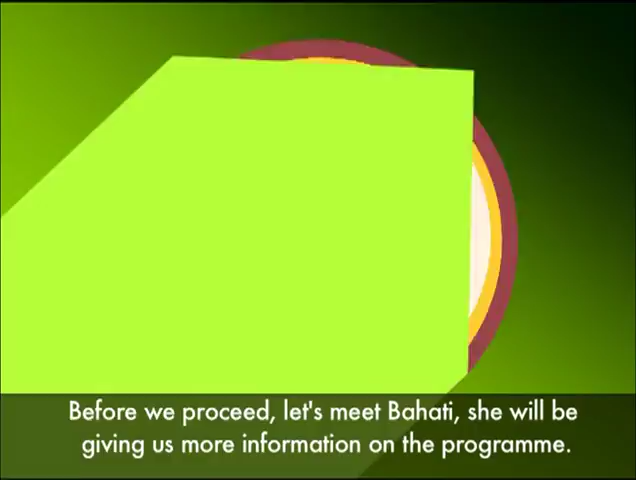 Before we proceed, let's meet Bahati, she will be
giving us more information on the programme.